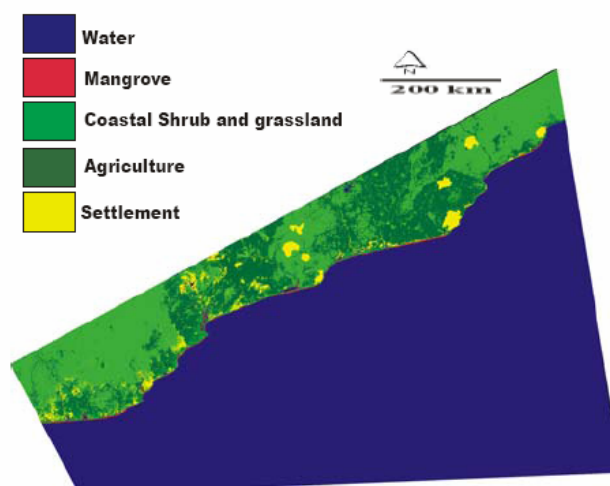 Water
Mangrove
Coastal Shrub and grassland
Agriculture
Settlement
N
200 km